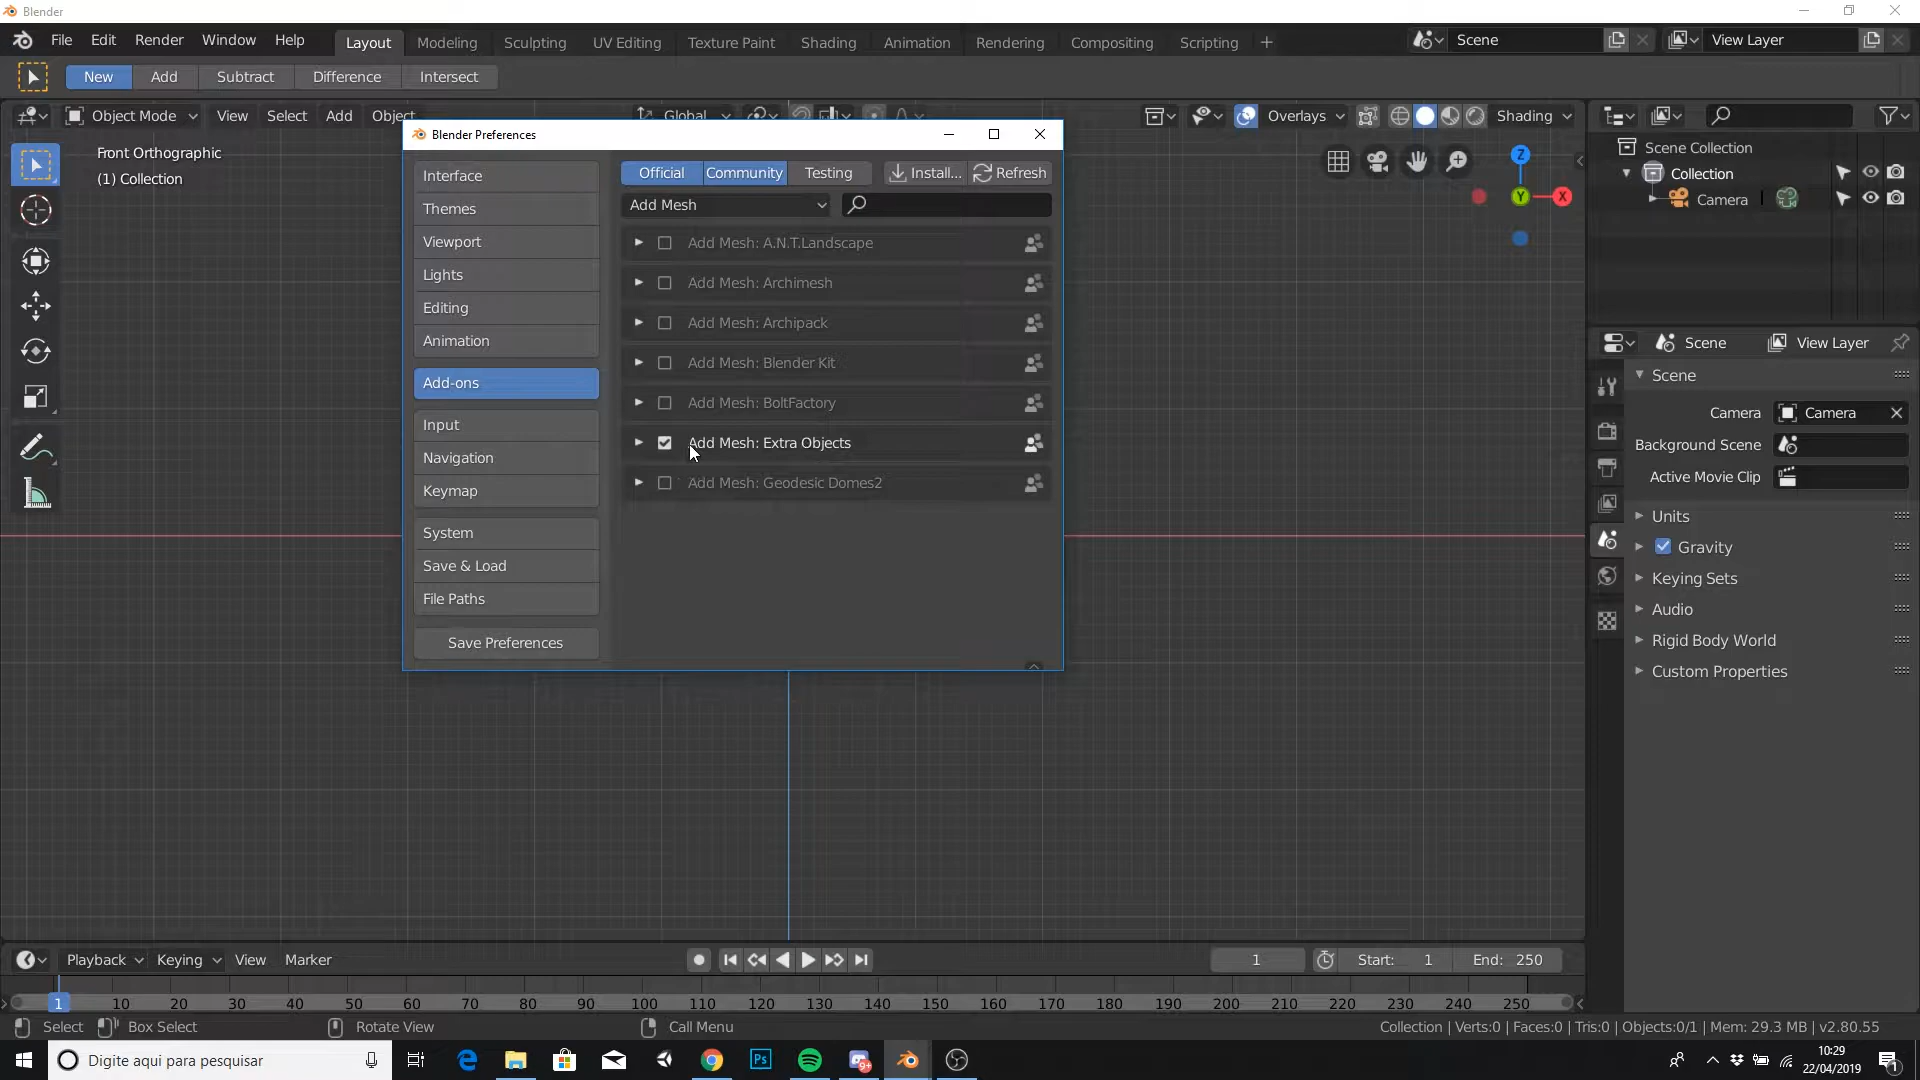 Blender
File Edit Render Window Help Layout Modeling Sculpting UV Editing Texture Paint Shading Animation Rendering Compositing Scripting + Scene View Layer
New Add Subtract Difference Intersect
Object Mode View Select Add Object Global Overlays Shading
Front Orthographic
(1) Collection
Blender Preferences
Interface
Themes
Viewport
Lights
Editing
Animation
Add-ons
Input
Navigation
Keymap
System
Save & Load
File Paths
Save Preferences
Official Community Testing Install... Refresh
Add Mesh
Add Mesh: A.N.T.Landscape
Add Mesh: Archimesh
Add Mesh: Archipack
Add Mesh: Blender Kit
Add Mesh: BoltFactory
Add Mesh: Extra Objects
Add Mesh: Geodesic Domes2
Z
Y X
Scene Collection
Collection
Camera
Scene View Layer
Scene
Camera Camera
Background Scene
Active Movie Clip
Units
Gravity
Keying Sets
Audio
Rigid Body World
Custom Properties
Playback Keying View Marker 1 Start: 1 End: 250
1 10 20 30 40 50 60 70 80 90 100 110 120 130 140 150 160 170 180 190 200 210 220 230 240 250
Select Box Select Rotate View Call Menu Collection | Verts:0 | Faces:0 | Tris:0 | Objects:0/1 | Mem: 29.3 MB | v2.80.55
Digite aqui para pesquisar
Ps
10:29
22/04/2019
1